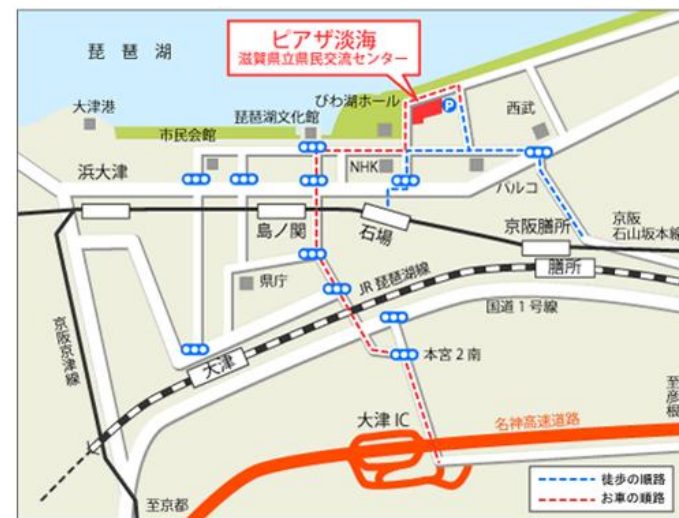 琵琶湖
ピアザ淡海
滋賀県立県民交流センター
大津港
びわ湖ホール
P
西武
琵琶湖文化館
市民会館
NHK
浜大津
パルコ
島ノ関
石場
京阪膳所
京阪
石山坂本線
膳所
県庁
JR琵琶湖線
国道1号線
京阪京津線
大津
本宮2南
至彦根
大津IC
名神高速道路
至京都
徒歩の順路
お車の順路